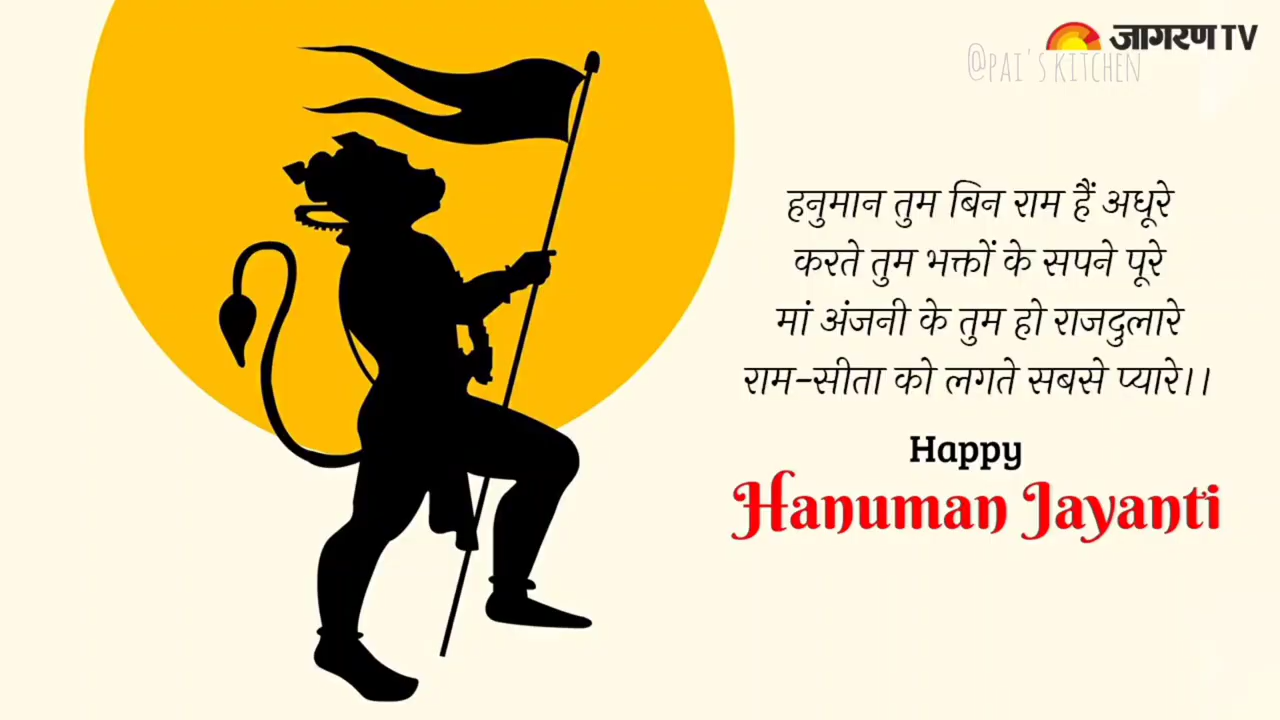 जागरण TV
@PAI'S KITCHEN
हनुमान तुम बिन राम हैं अधूरे
करते तुम भक्तों के सपने पूरे
मां अंजनी के तुम हो राजदुलारे
राम-सीता को लगते सबसे प्यारे।।
Happy
Hanuman Jayanti